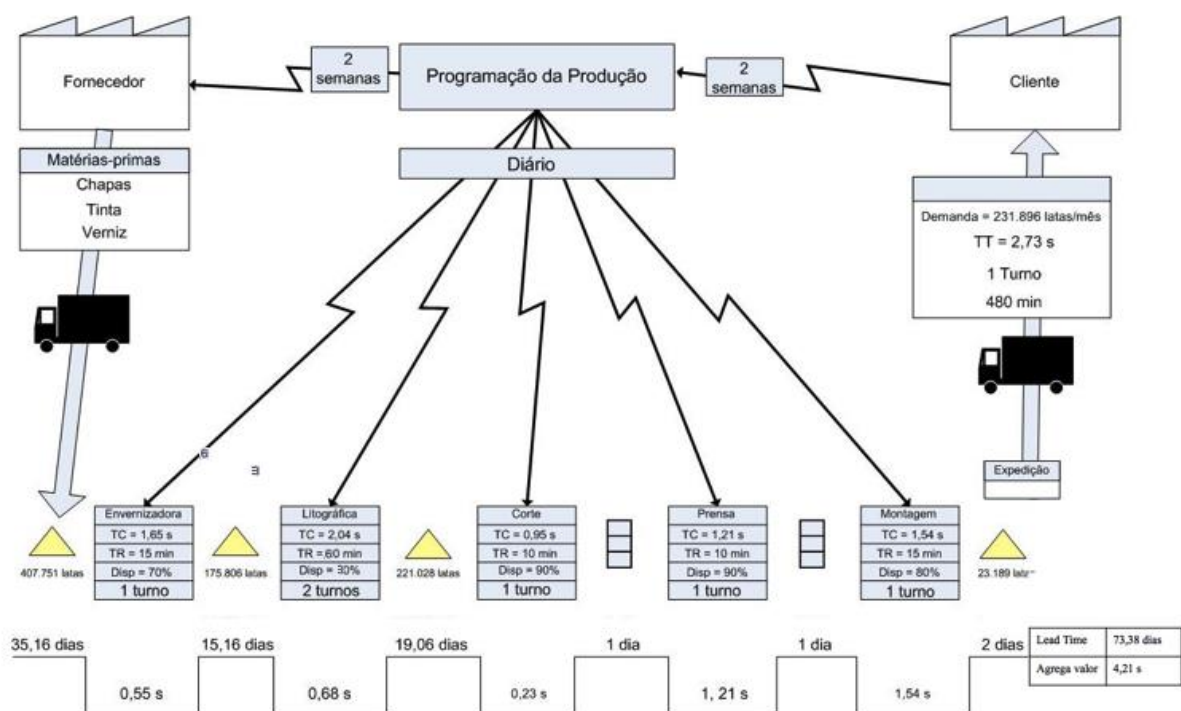 Fornecedor
2
semanas
Programação da Produção
2
semanas
Cliente
Matérias-primas
Chapas
Tinta
Verniz
Diário
Demanda = 231.896 latas/mês
TT = 2,73 s
1 Turno
480 min
Expedição
Envernizadora
TC = 1,65 s
TR = 15 min
Disp = 70%
1 turno
Litográfica
TC = 2,04 s
TR = 60 min
Disp =
2 turnos
Corte
TC = 0,95 s
TR = 10 min
Disp = 90%
1 turno
Prensa
TC = 1,21 s
TR = 10 min
Disp = 90%
1 turno
Montagem
TC = 1,54 s
TR = 15 min
Disp = 80%
1 turno
407.751 latas
175.806 latas
221.028 latas
23.189
35,16 dias
15,16 dias
19,06 dias
1 dia
1 dia
2 dias
Lead Time 73,38 dias
Agrega valor 4,21 s
0,55 s
0,68 s
0,23 s
1, 21 s
1,54 s